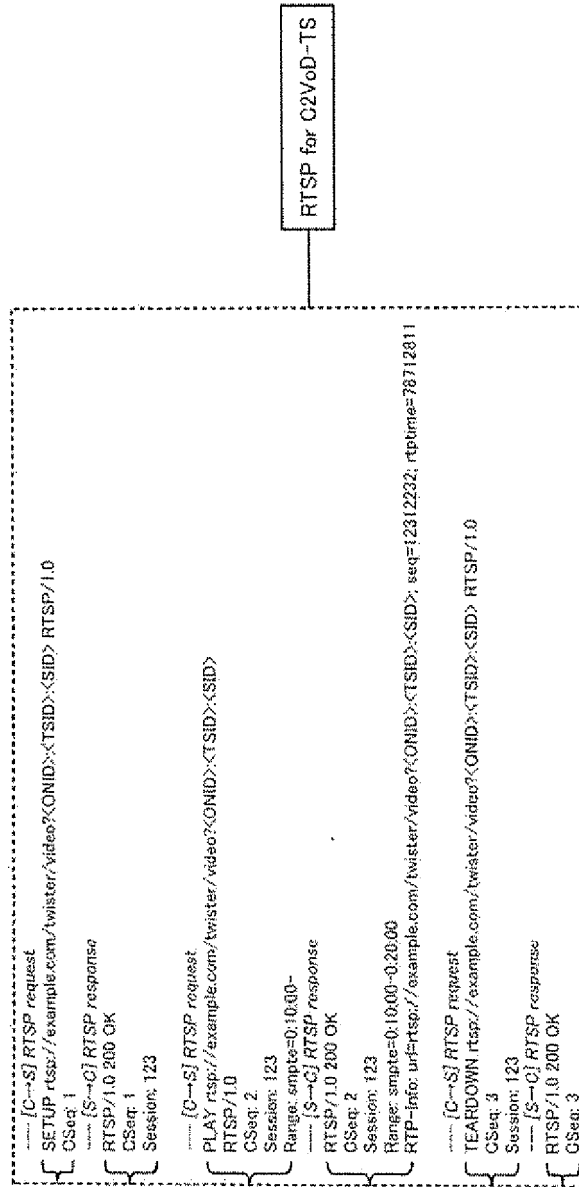 ---- [C→S] RTSP request
SETUP rtsp://example.com/twister/video?<ONID>:<TSID>:<SID> RTSP/1.0
CSeq: 1
---- [S→C] RTSP response
RTSP/1.0 200 OK
CSeq: 1
Session: 123
---- [C→S] RTSP request
PLAY rtsp://example.com/twister/video?<ONID>:<TSID>:<SID>
RTSP/1.0
CSeq: 2
Session: 123
Range: smpte=0:10:00-
---- [S→C] RTSP response
RTSP/1.0 200 OK
CSeq: 2
Session: 123
Range: smpte=0:10:00-0:20:00
RTP-Info: url=rtsp://example.com/twister/video?<ONID>:<TSID>:<SID>; seq=12312232; rtptime=78712811
---- [C→S] RTSP request
TEARDOWN rtsp://example.com/twister/video?<ONID>:<TSID>:<SID> RTSP/1.0
CSeq: 3
Session: 123
---- [S→C] RTSP response
RTSP/1.0 200 OK
CSeq: 3
RTSP for C2VoD-TS